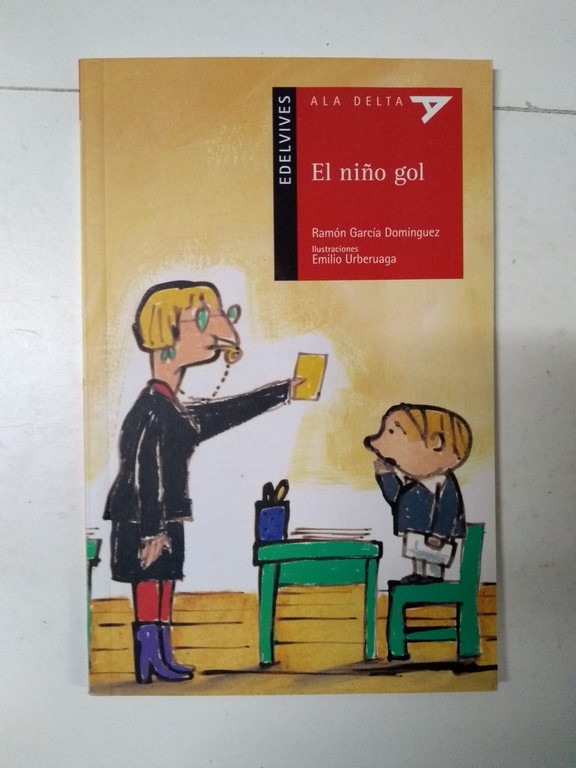 EDELVIVES
ALA DELTA
El niño gol
Ramón García Domínguez
Ilustraciones
Emilio Urberuaga